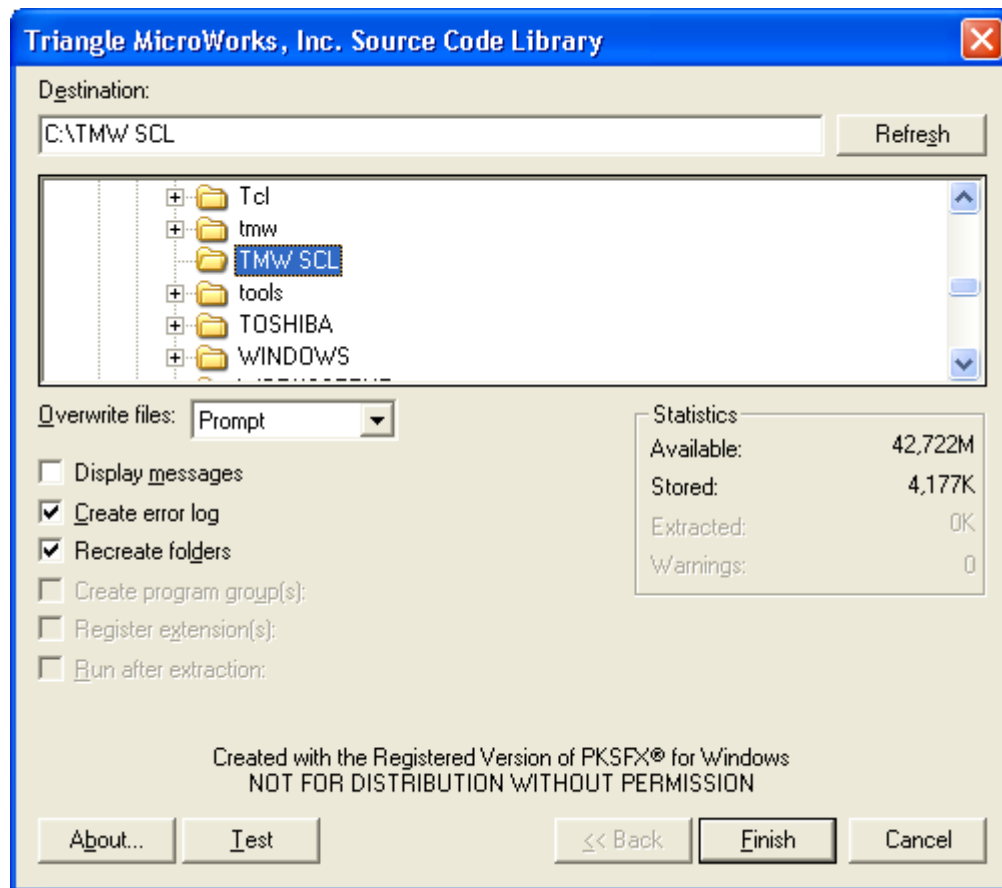 Triangle MicroWorks, Inc. Source Code Library
Destination:
C:\TMW SCL
Refresh
Tcl
tmw
TMW SCL
tools
TOSHIBA
WINDOWS
Overwrite files: Prompt
Display messages
Create error log
Recreate folders
Create program group(s):
Register extension(s):
Run after extraction:
Statistics
Available: 42,722M
Stored: 4,177K
Extracted: 0K
Warnings: 0
Created with the Registered Version of PKSFX® for Windows
NOT FOR DISTRIBUTION WITHOUT PERMISSION
About... Test << Back Finish Cancel